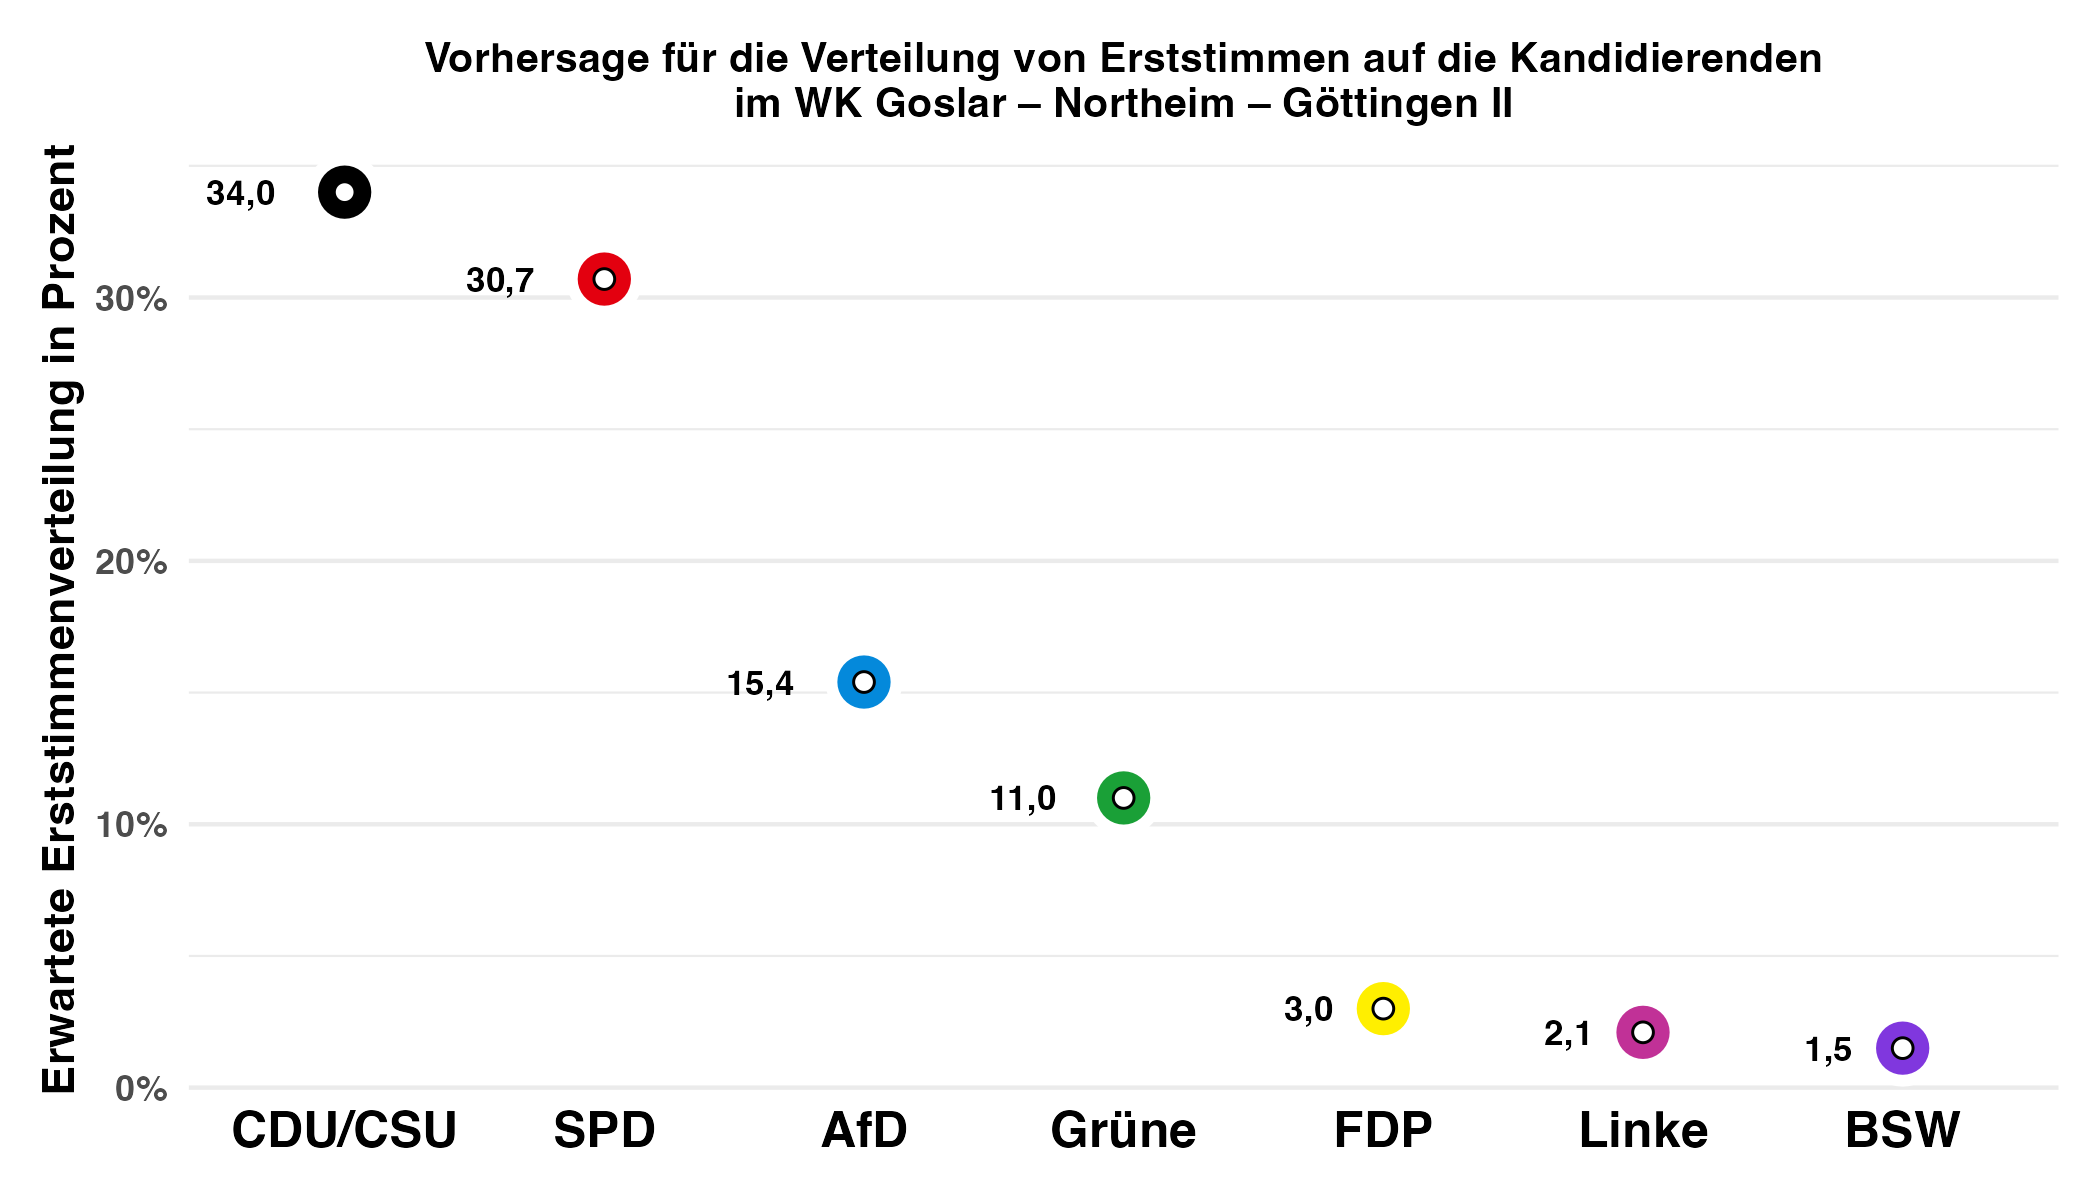 Vorhersage für die Verteilung von Erststimmen auf die Kandidierenden
im WK Goslar – Northeim – Göttingen II
Erwartete Erststimmenverteilung in Prozent
34,0
30,7
30%
20%
15,4
11,0
10%
3,0
2,1
1,5
0%
CDU/CSU SPD AfD Grüne FDP Linke BSW